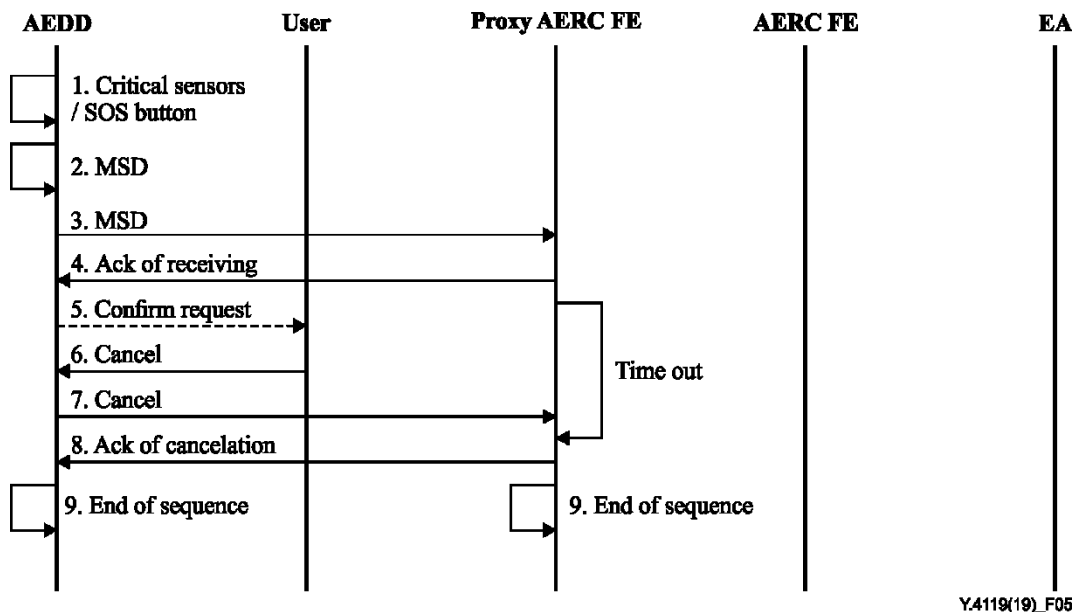 AEDD User Proxy AERC FE AERC FE EA
1. Critical sensors
/ SOS button
2. MSD
3. MSD
4. Ack of receiving
5. Confirm request
6. Cancel
Time out
7. Cancel
8. Ack of cancelation
9. End of sequence 9. End of sequence
Y.4119(19)_F05